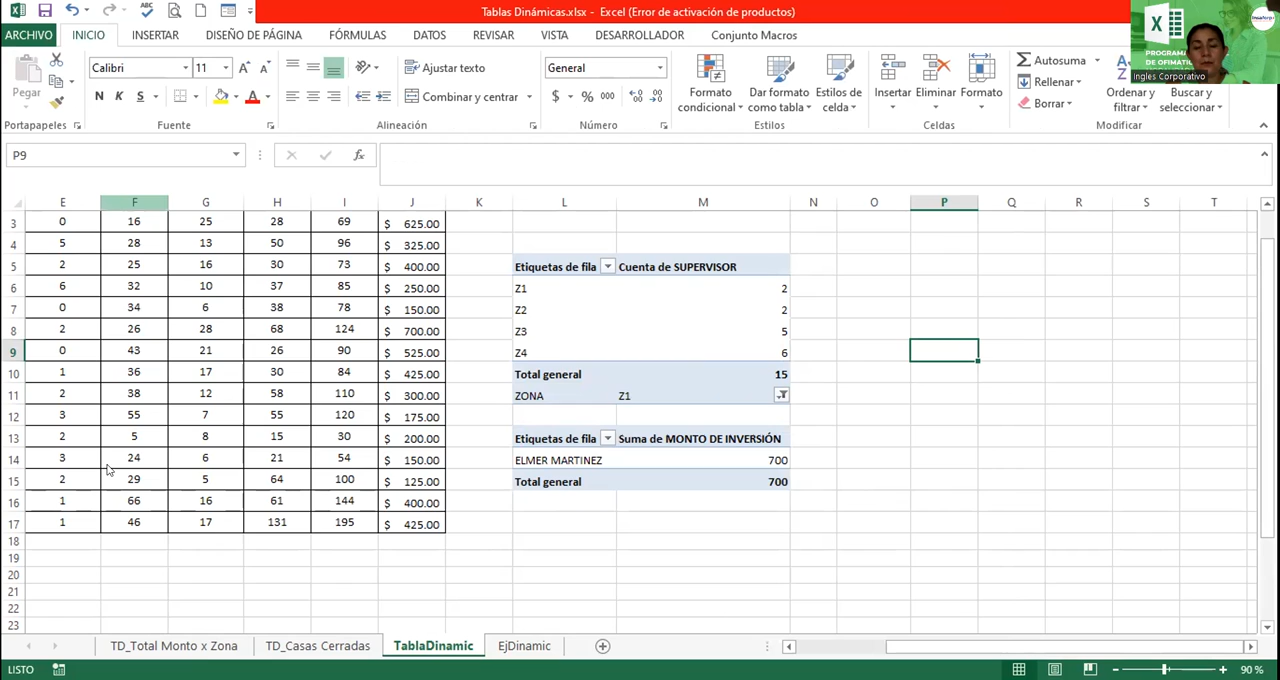 Tablas Dinámicas.xlsx - Excel (Error de activación de productos)
ARCHIVO INICIO INSERTAR DISEÑO DE PÁGINA FÓRMULAS DATOS REVISAR VISTA DESARROLLADOR Conjunto Macros
Ingles Corporativo
Pegar
Calibri 11
N K S
Ajustar texto
Combinar y centrar
General
$ % 000
Formato condicional
Dar formato como tabla
Estilos de celda
Insertar Eliminar Formato
Autosuma
Rellenar
Borrar
Ordenar y filtrar
Buscar y seleccionar
Portapapeles Fuente Alineación Número Estilos Celdas Modificar
P9 fx
E F G H I J K L M N O P Q R S T
3 0 16 25 28 69 $ 625.00
4 5 28 13 50 96 $ 325.00
5 2 25 16 30 73 $ 400.00 Etiquetas de fila Cuenta de SUPERVISOR
6 6 32 10 37 85 $ 250.00 Z1 2
7 0 34 6 38 78 $ 150.00 Z2 2
8 2 26 28 68 124 $ 700.00 Z3 5
9 0 43 21 26 90 $ 525.00 Z4 6
10 1 36 17 30 84 $ 425.00 Total general 15
11 2 38 12 58 110 $ 300.00 ZONA Z1
12 3 55 7 55 120 $ 175.00
13 2 5 8 15 30 $ 200.00 Etiquetas de fila Suma de MONTO DE INVERSIÓN
14 3 24 6 21 54 $ 150.00 ELMER MARTINEZ 700
15 2 29 5 64 100 $ 125.00 Total general 700
16 1 66 16 61 144 $ 400.00
17 1 46 17 131 195 $ 425.00
18
19
20
21
22
23
TD_Total Monto x Zona TD_Casas Cerradas TablaDinamic EjDinamic
LISTO 90 %